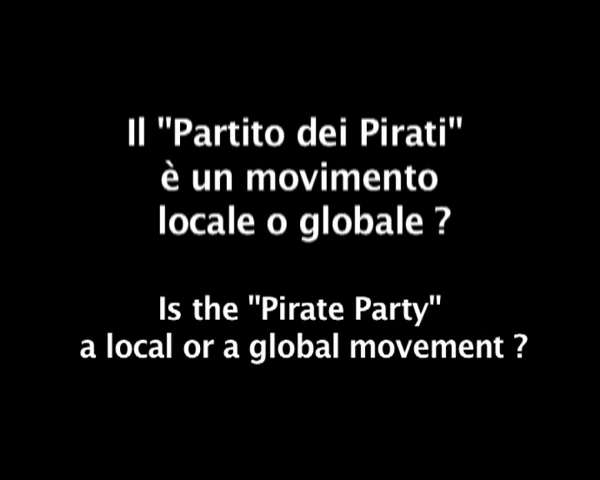 Il "Partito dei Pirati"
è un movimento
locale o globale ?
Is the "Pirate Party"
a local or a global movement ?